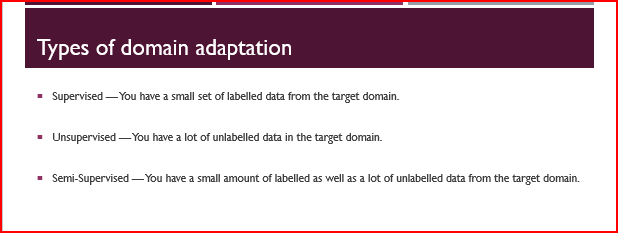 Types of domain adaptation
Supervised —You have a small set of labelled data from the target domain.
Unsupervised —You have a lot of unlabelled data in the target domain.
Semi-Supervised —You have a small amount of labelled as well as a lot of unlabelled data from the target domain.